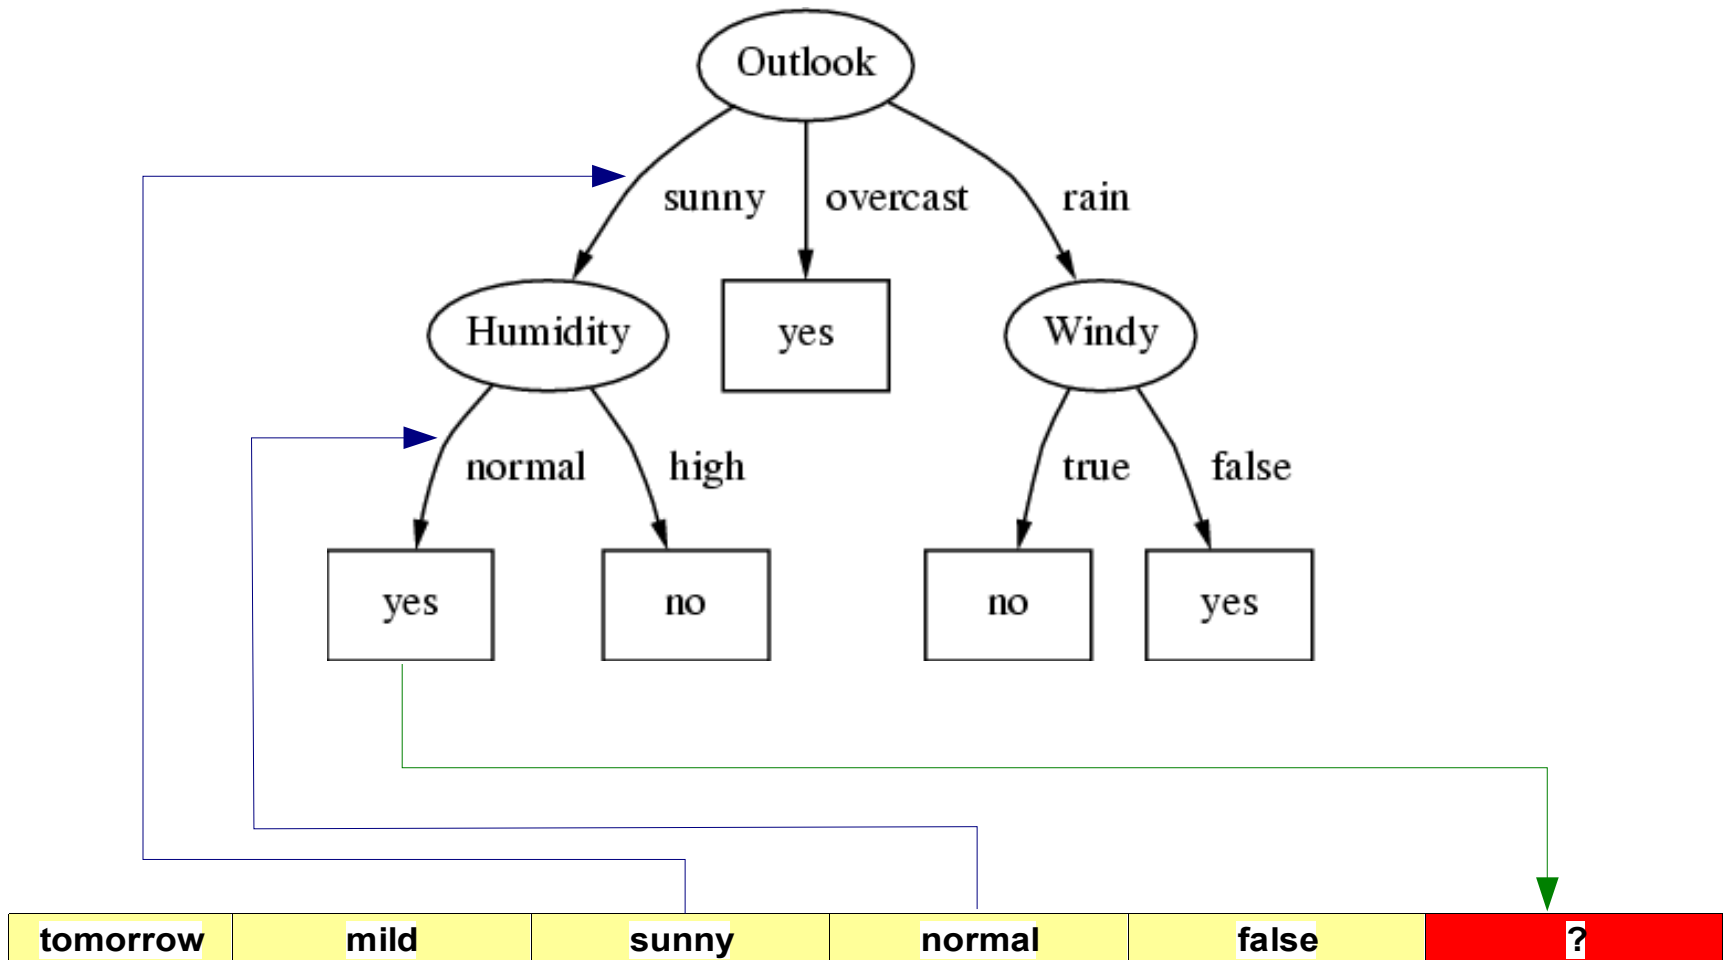 Outlook
sunny overcast rain
Humidity yes Windy
normal high true false
yes no no yes
tomorrow mild sunny normal false ?